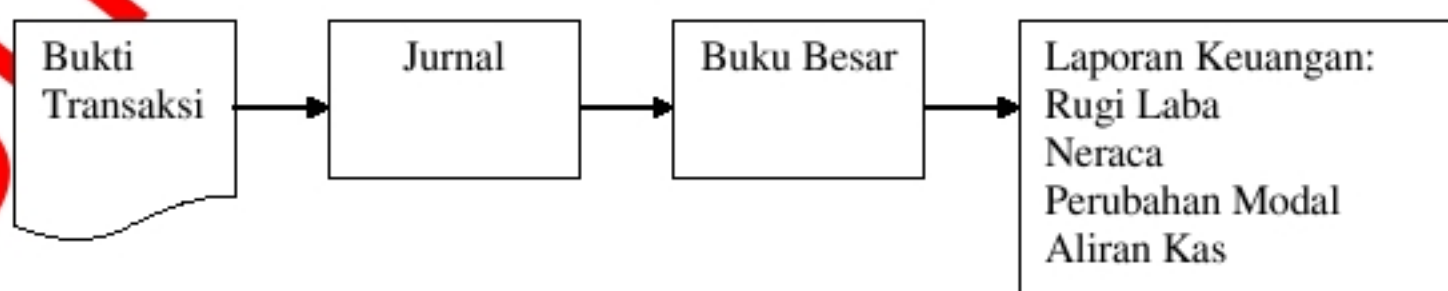 Bukti
Transaksi
Jurnal
Buku Besar
Laporan Keuangan:
Rugi Laba
Neraca
Perubahan Modal
Aliran Kas